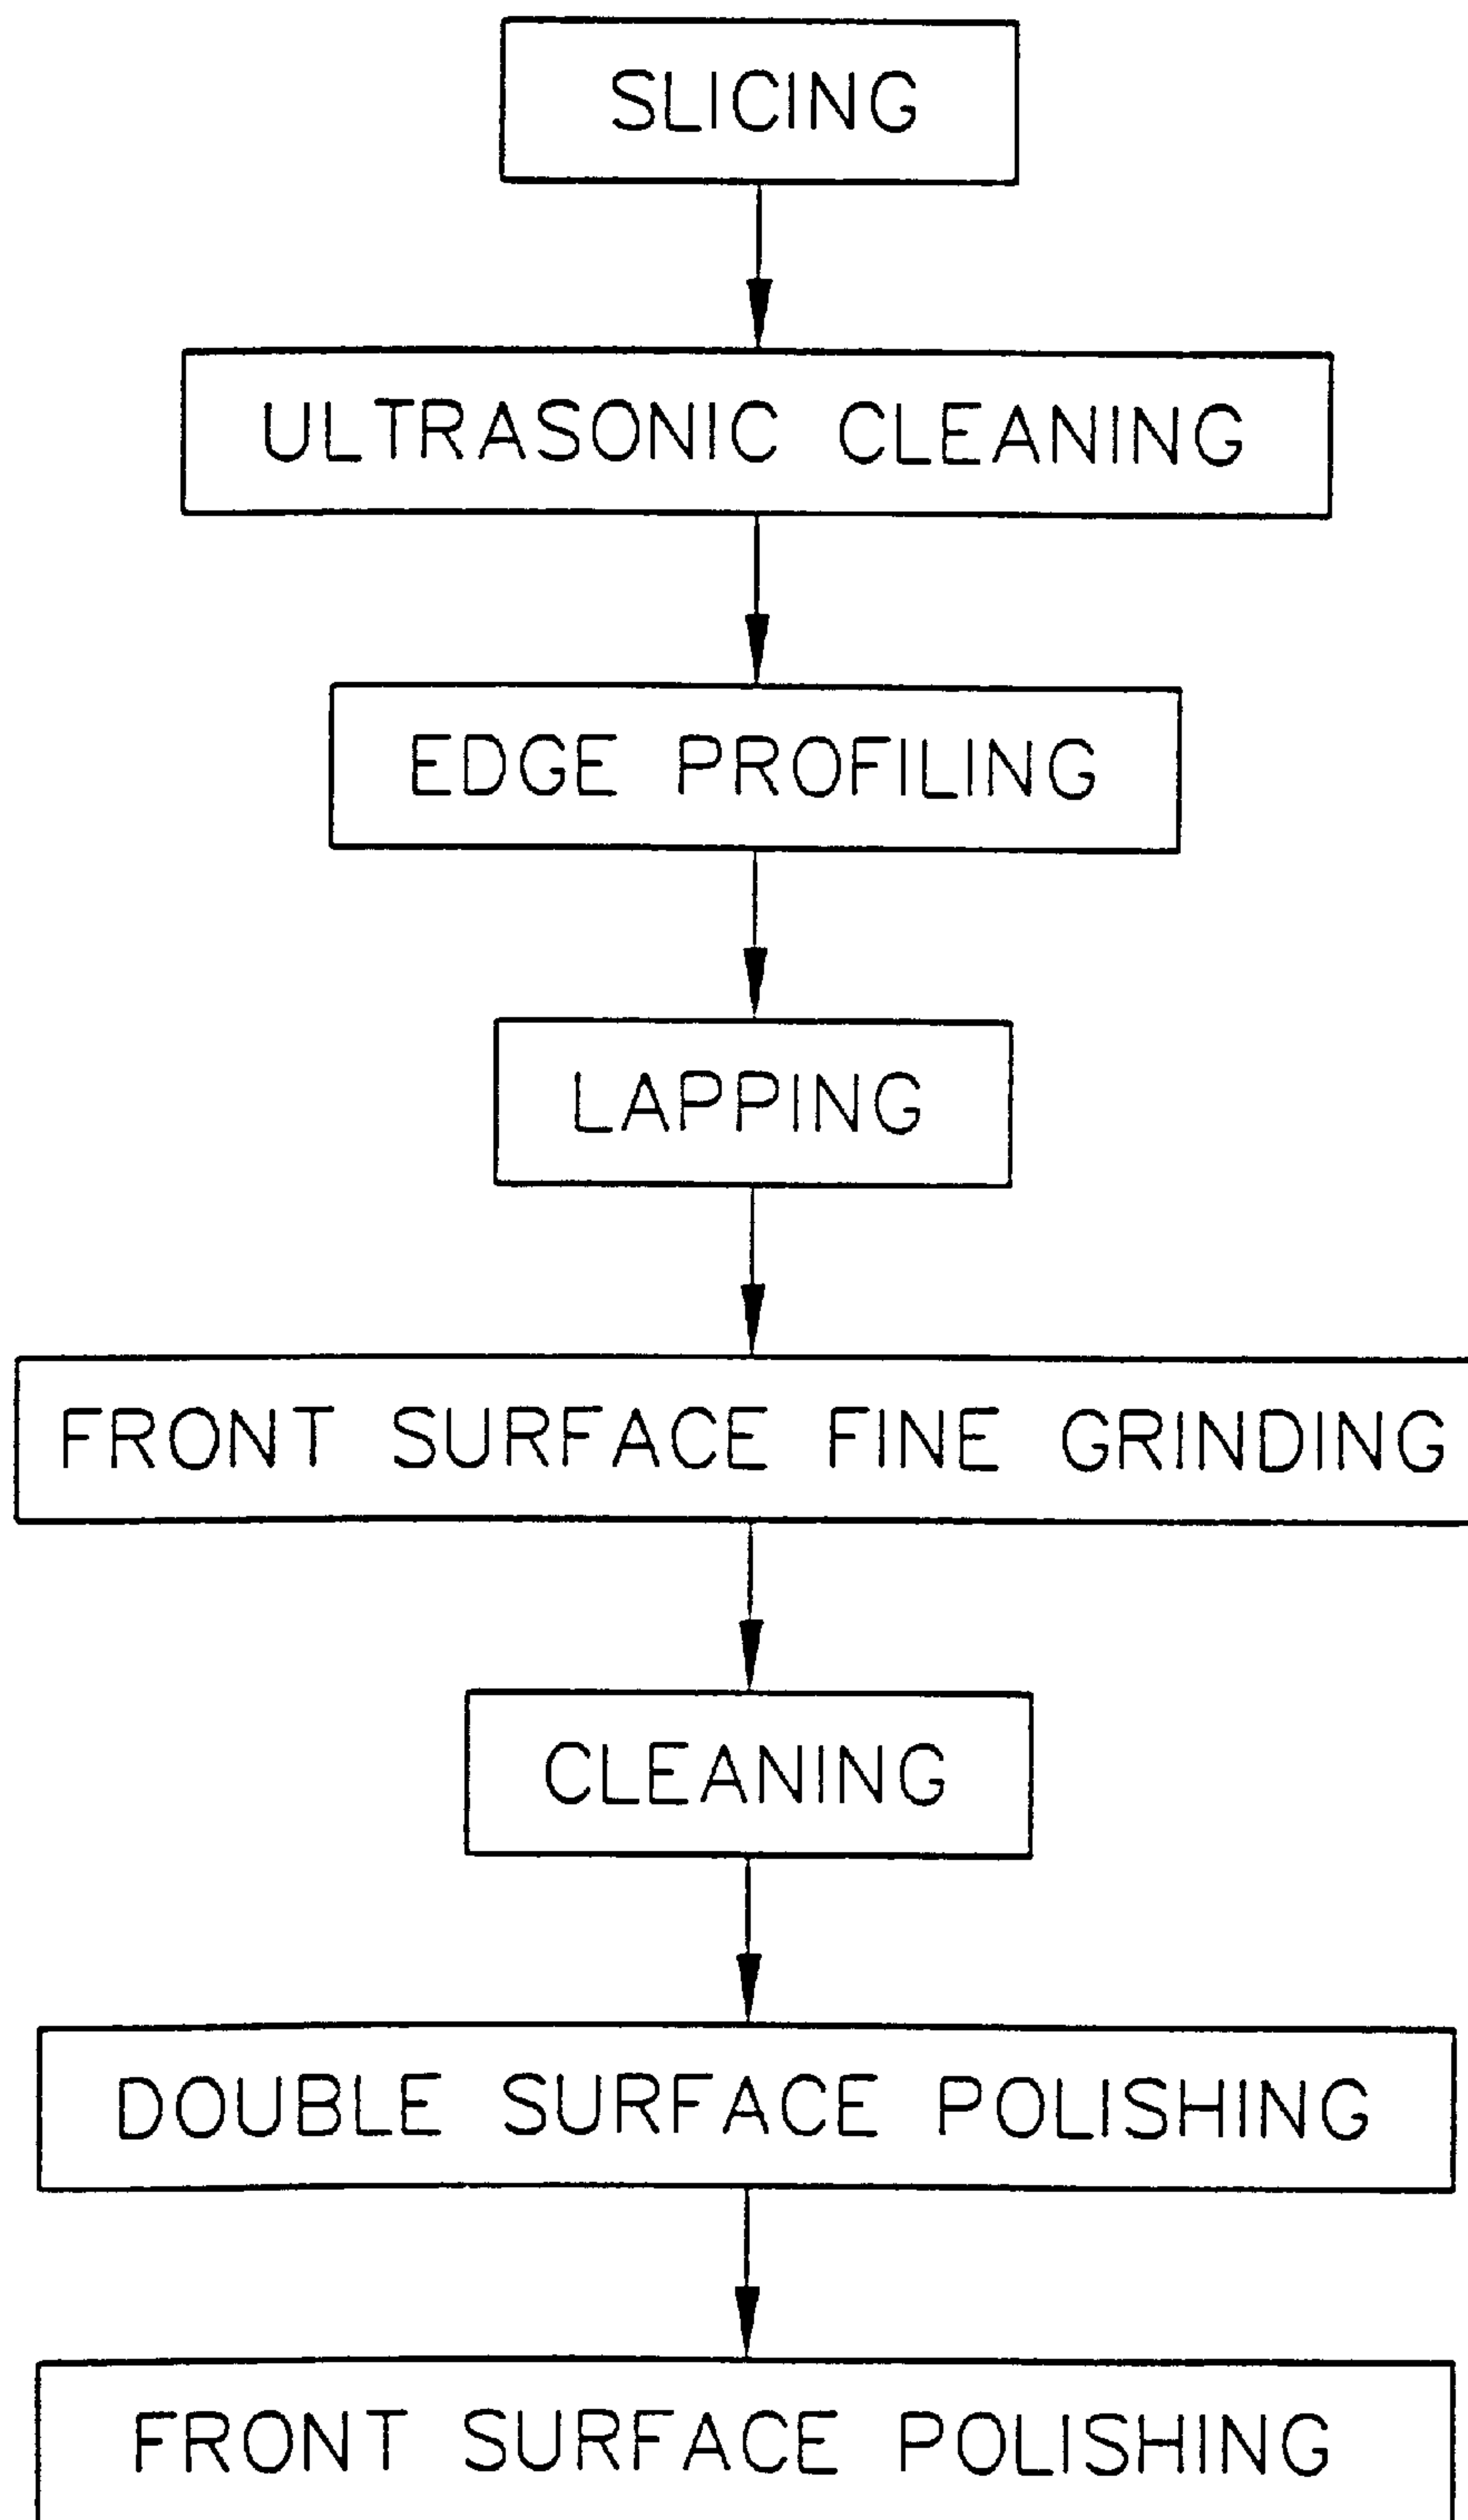 SLICING
ULTRASONIC CLEANING
EDGE PROFILING
LAPPING
FRONT SURFACE FINE GRINDING
CLEANING
DOUBLE SURFACE POLISHING
FRONT SURFACE POLISHING